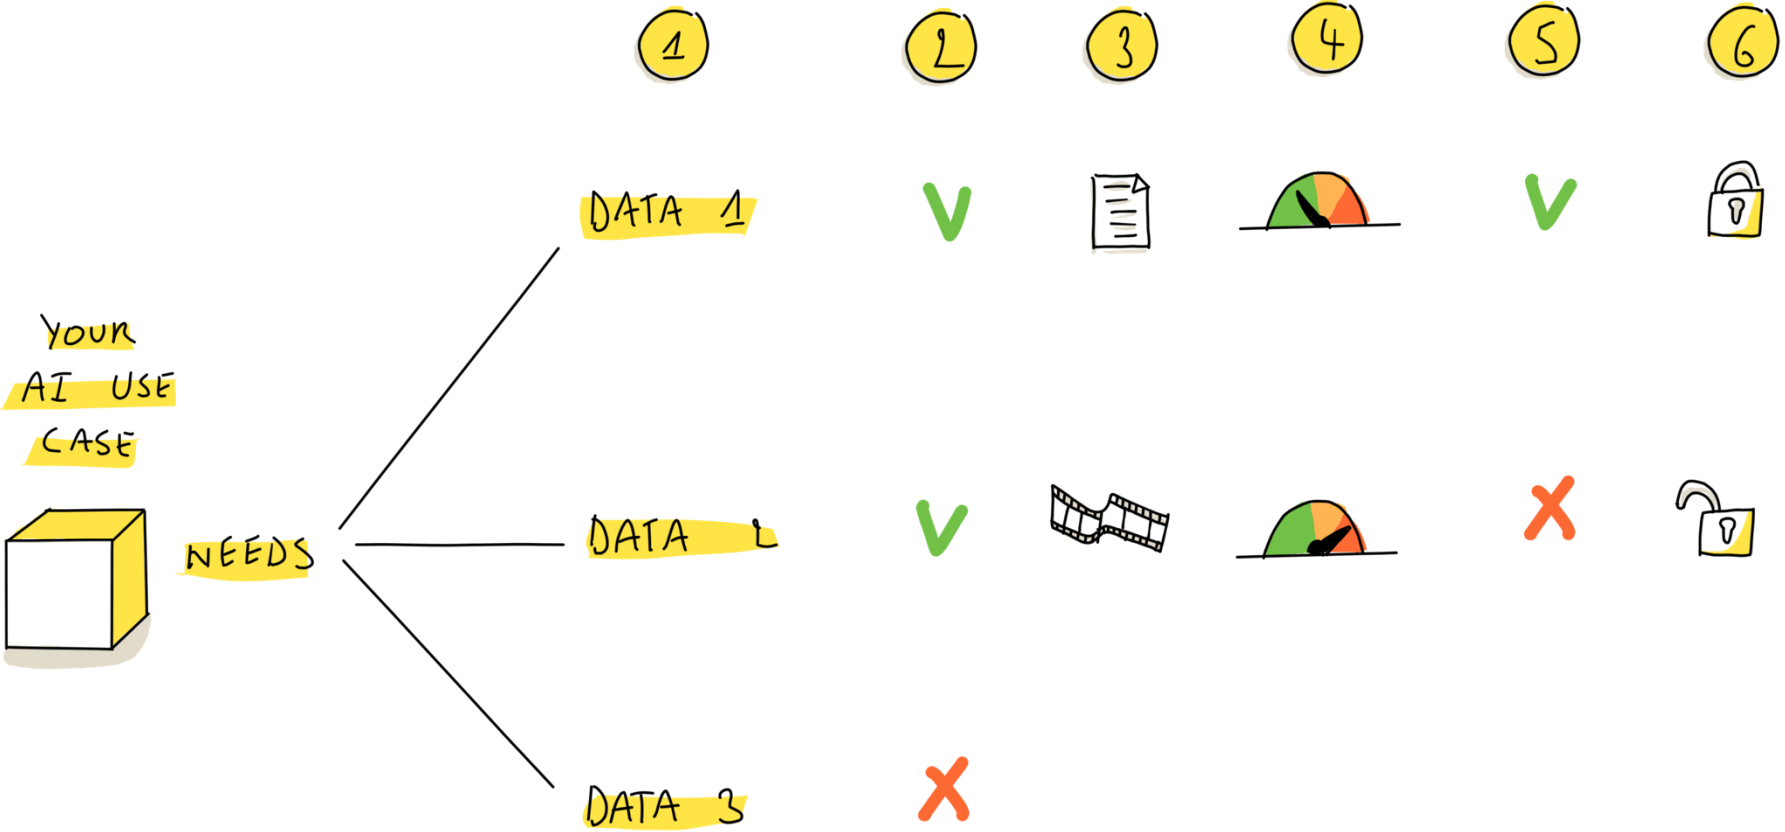 1 2 3 4 5 6
DATA 1
YOUR
AI USE
CASE
NEEDS
DATA 2
DATA 3